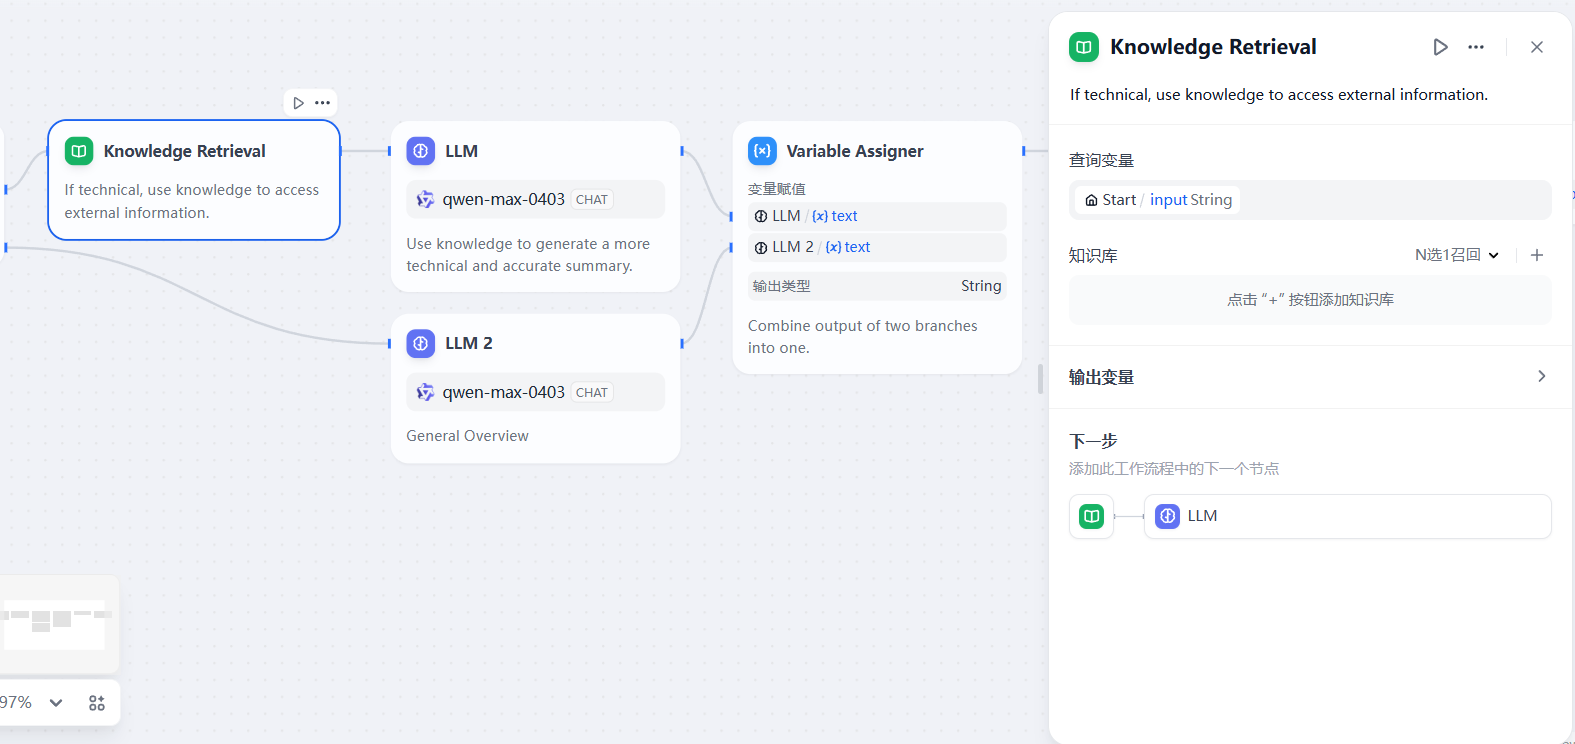 Knowledge Retrieval
If technical, use knowledge to access
external information.
LLM
qwen-max-0403 CHAT
Use knowledge to generate a more
technical and accurate summary.
LLM 2
qwen-max-0403 CHAT
General Overview
Variable Assigner
变量赋值
LLM / {x} text
LLM 2 / {x} text
输出类型 String
Combine output of two branches
into one.
97%
Knowledge Retrieval
If technical, use knowledge to access external information.
查询变量
Start / input String
知识库 N选1召回
点击 “+” 按钮添加知识库
输出变量
下一步
添加此工作流程中的下一个节点
LLM